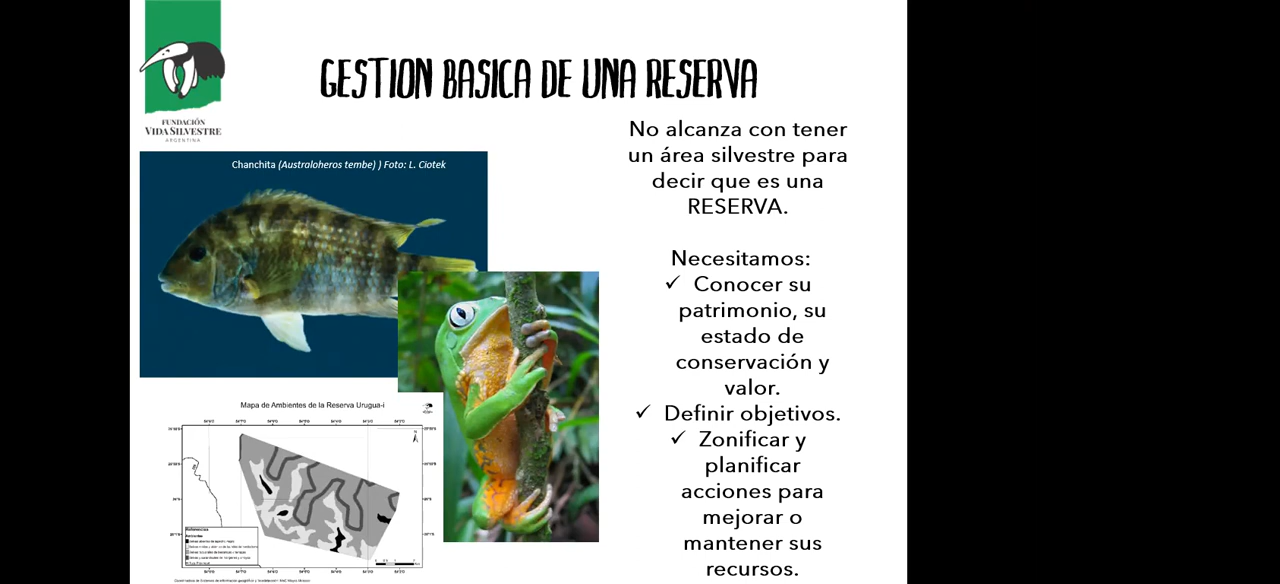 FUNDACIÓN
VIDA SILVESTRE
ARGENTINA
GESTION BASICA DE UNA RESERVA
Chanchita (Australoheros tembe) ) Foto: L. Ciotek
No alcanza con tener
un área silvestre para
decir que es una
RESERVA.
Necesitamos:
✓ Conocer su
patrimonio, su
estado de
conservación y
valor.
✓ Definir objetivos.
✓ Zonificar y
planificar
acciones para
mejorar o
mantener sus
recursos.
Mapa de Ambientes de la Reserva Urugua-i
N
Referencias
Ambientes